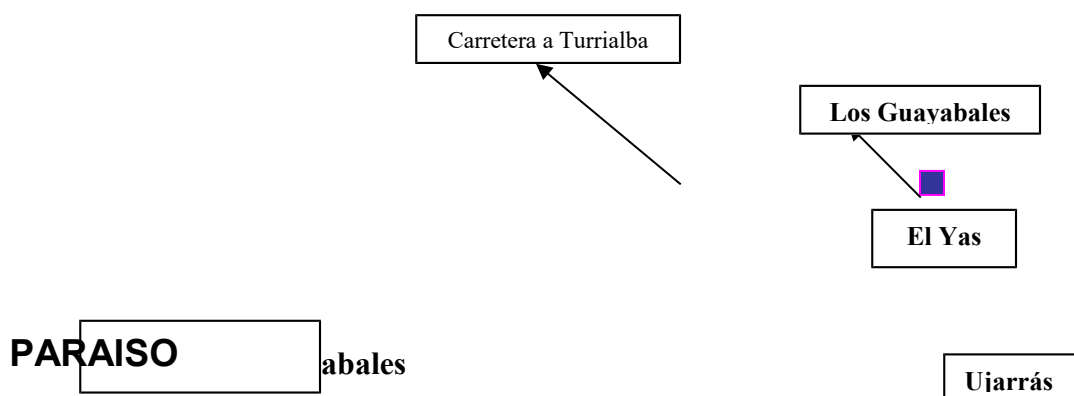 Carretera a Turrialba
Los Guayabales
El Yas
PARAISO
abales
Ujarrás